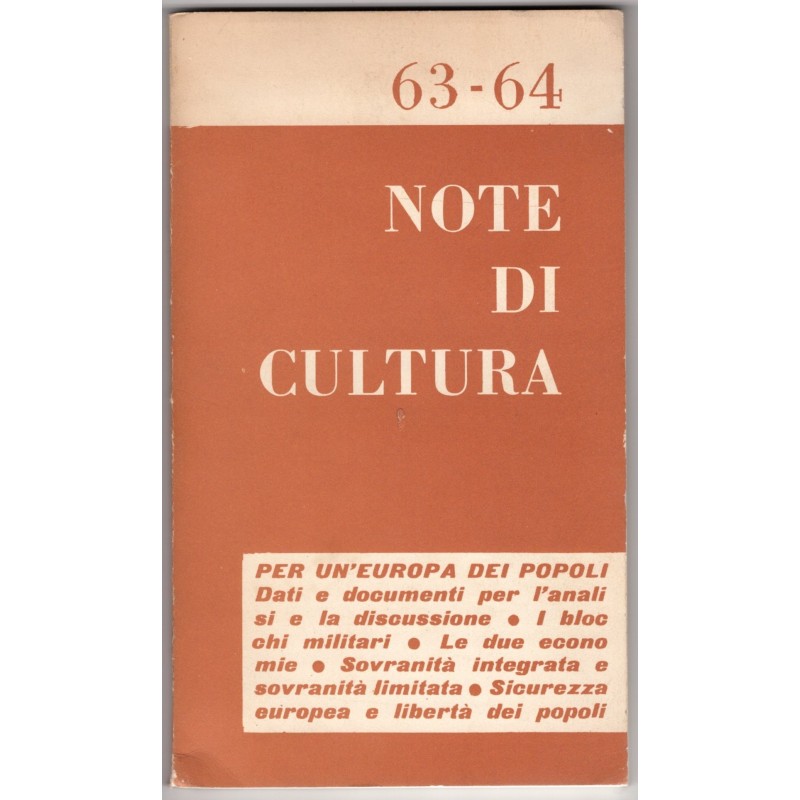 63-64
NOTE
DI
CULTURA
PER UN'EUROPA DEI POPOLI
Dati e documenti per l'anali
si e la discussione ● I bloc
chi militari ● Le due econo
mie ● Sovranità integrata e
sovranità limitata ● Sicurezza
europea e libertà dei popoli